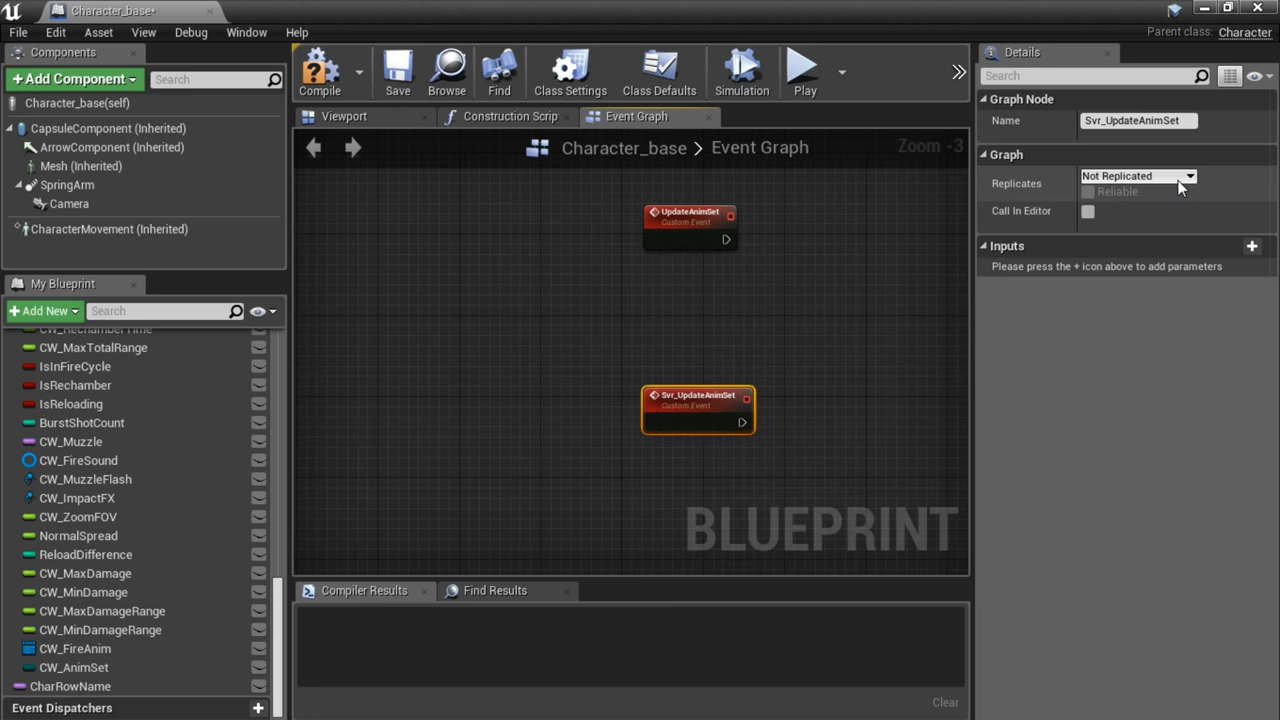 Character_base*
File Edit Asset View Debug Window Help
Parent class: Character
Components
+Add Component Search
Character_base(self)
CapsuleComponent (Inherited)
ArrowComponent (Inherited)
Mesh (Inherited)
SpringArm
Camera
CharacterMovement (Inherited)
My Blueprint
+Add New Search
CW_RechamberTime
CW_MaxTotalRange
IsInFireCycle
IsRechamber
IsReloading
BurstShotCount
CW_Muzzle
CW_FireSound
CW_MuzzleFlash
CW_ImpactFX
CW_ZoomFOV
NormalSpread
ReloadDifference
CW_MaxDamage
CW_MinDamage
CW_MaxDamageRange
CW_MinDamageRange
CW_FireAnim
CW_AnimSet
CharRowName
Event Dispatchers +
Compile Save Browse Find Class Settings Class Defaults Simulation Play
Viewport Construction Scrip Event Graph
Character_base > Event Graph
Zoom -3
UpdateAnimSet
Custom Event
Svr_UpdateAnimSet
Custom Event
BLUEPRINT
Compiler Results Find Results
Clear
Details
Search
Graph Node
Name Svr_UpdateAnimSet
Graph
Replicates Not Replicated
Reliable
Call In Editor
Inputs +
Please press the + icon above to add parameters